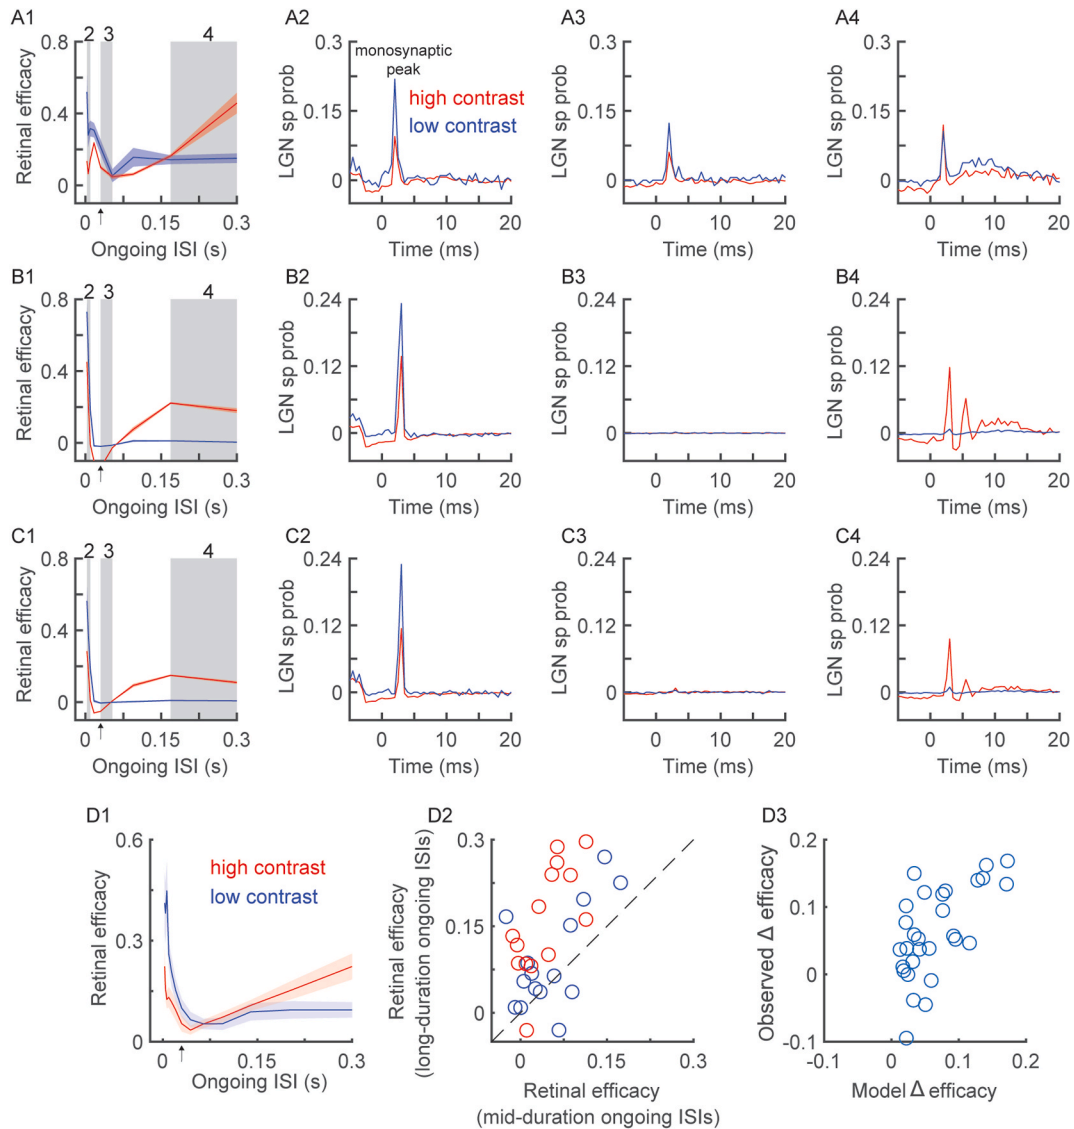 A1
A2
A3
A4
0.8
2 3 4
0.4
0
Retinal efficacy
0 0.15 0.3
Ongoing ISI (s)
0.3
monosynaptic
peak
high contrast
low contrast
0.15
0
LGN sp prob
0 10 20
Time (ms)
0.3
0.15
0
LGN sp prob
0 10 20
Time (ms)
0.3
0.15
0
LGN sp prob
0 10 20
Time (ms)
B1
B2
B3
B4
0.8
2 3 4
0.4
0
Retinal efficacy
0 0.15 0.3
Ongoing ISI (s)
0.24
0.12
0
LGN sp prob
0 10 20
Time (ms)
0.24
0.12
0
LGN sp prob
0 10 20
Time (ms)
0.24
0.12
0
LGN sp prob
0 10 20
Time (ms)
C1
C2
C3
C4
0.8
2 3 4
0.4
0
Retinal efficacy
0 0.15 0.3
Ongoing ISI (s)
0.24
0.12
0
LGN sp prob
0 10 20
Time (ms)
0.24
0.12
0
LGN sp prob
0 10 20
Time (ms)
0.24
0.12
0
LGN sp prob
0 10 20
Time (ms)
D1
D2
D3
0.6
high contrast
low contrast
0.3
0
Retinal efficacy
0 0.15 0.3
Ongoing ISI (s)
0.3
0.15
0
Retinal efficacy
(long-duration ongoing ISIs)
0 0.15 0.3
Retinal efficacy
(mid-duration ongoing ISIs)
0.2
0.1
0
-0.1
Observed Δ efficacy
-0.1 0 0.1 0.2
Model Δ efficacy